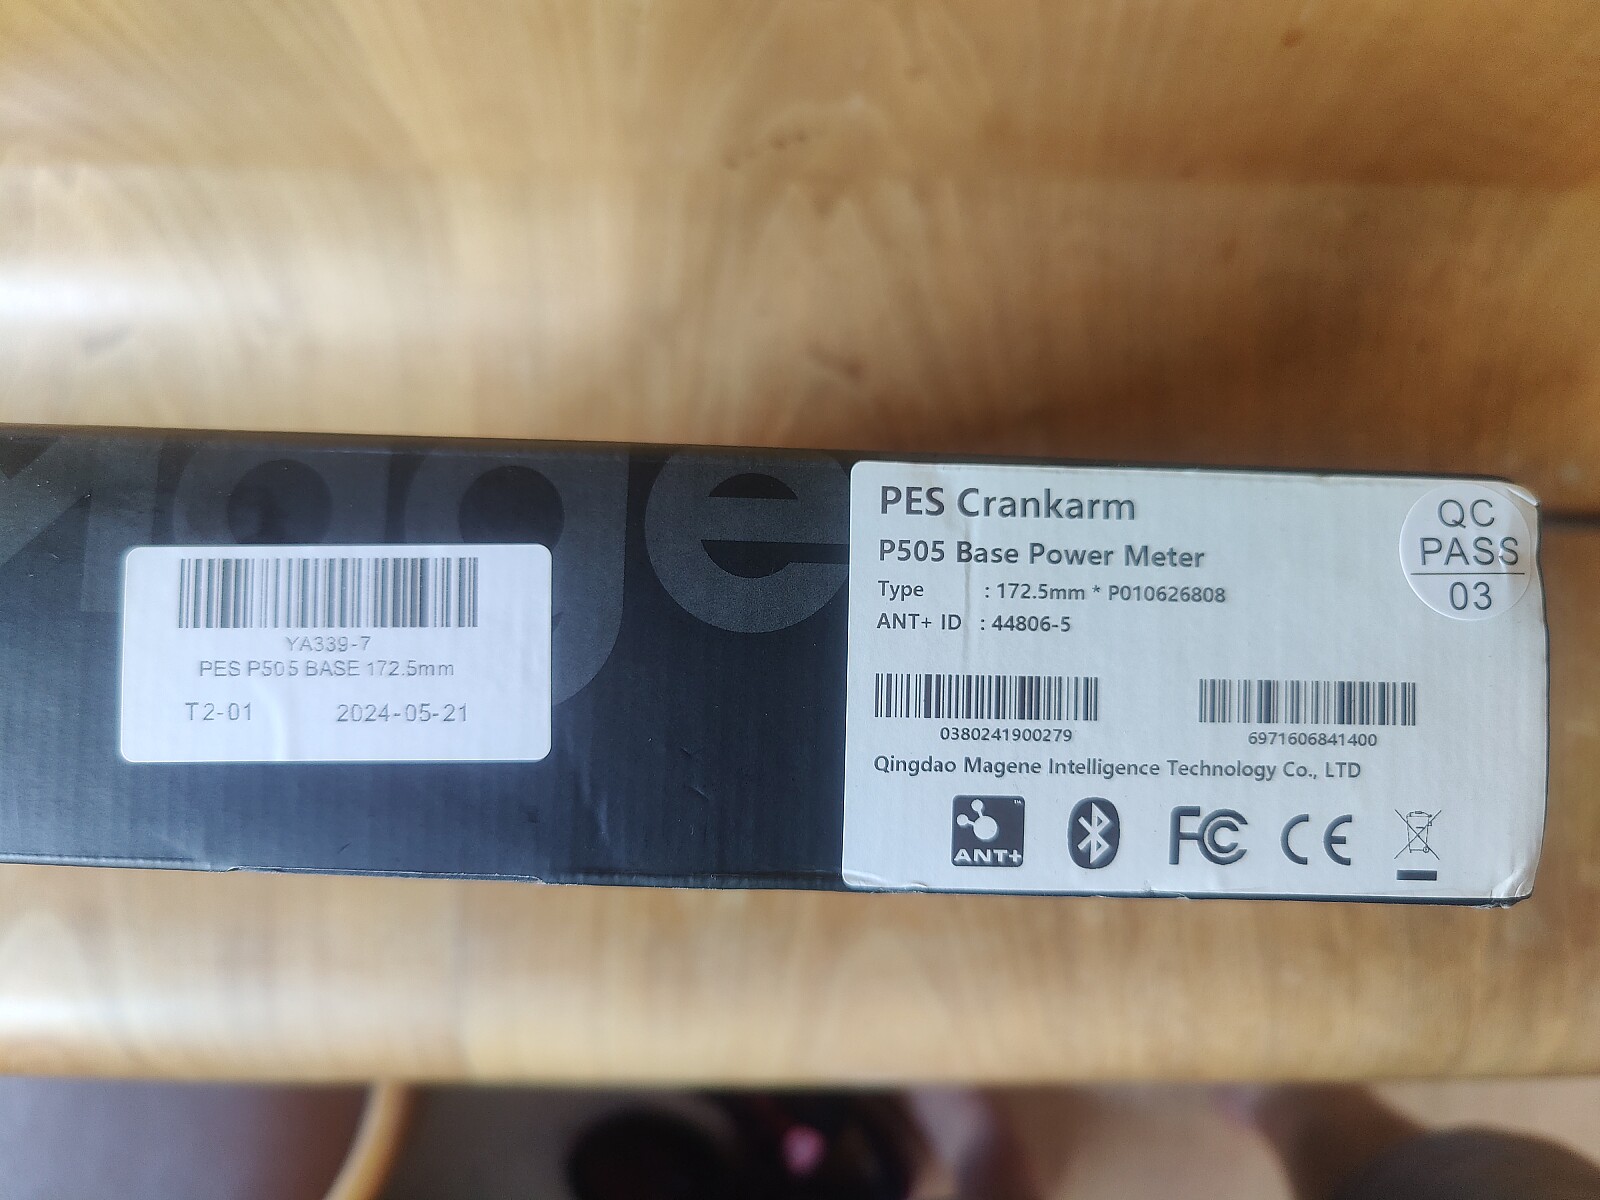 Mage
YA339-7
PES P505 BASE 172.5mm
T2-01 2024-05-21
PES Crankarm
P505 Base Power Meter
Type : 172.5mm * P010626808
ANT+ ID : 44806-5
0380241900279 6971606841400
Qingdao Magene Intelligence Technology Co., LTD
ANT+ FC CE
QC
PASS
03